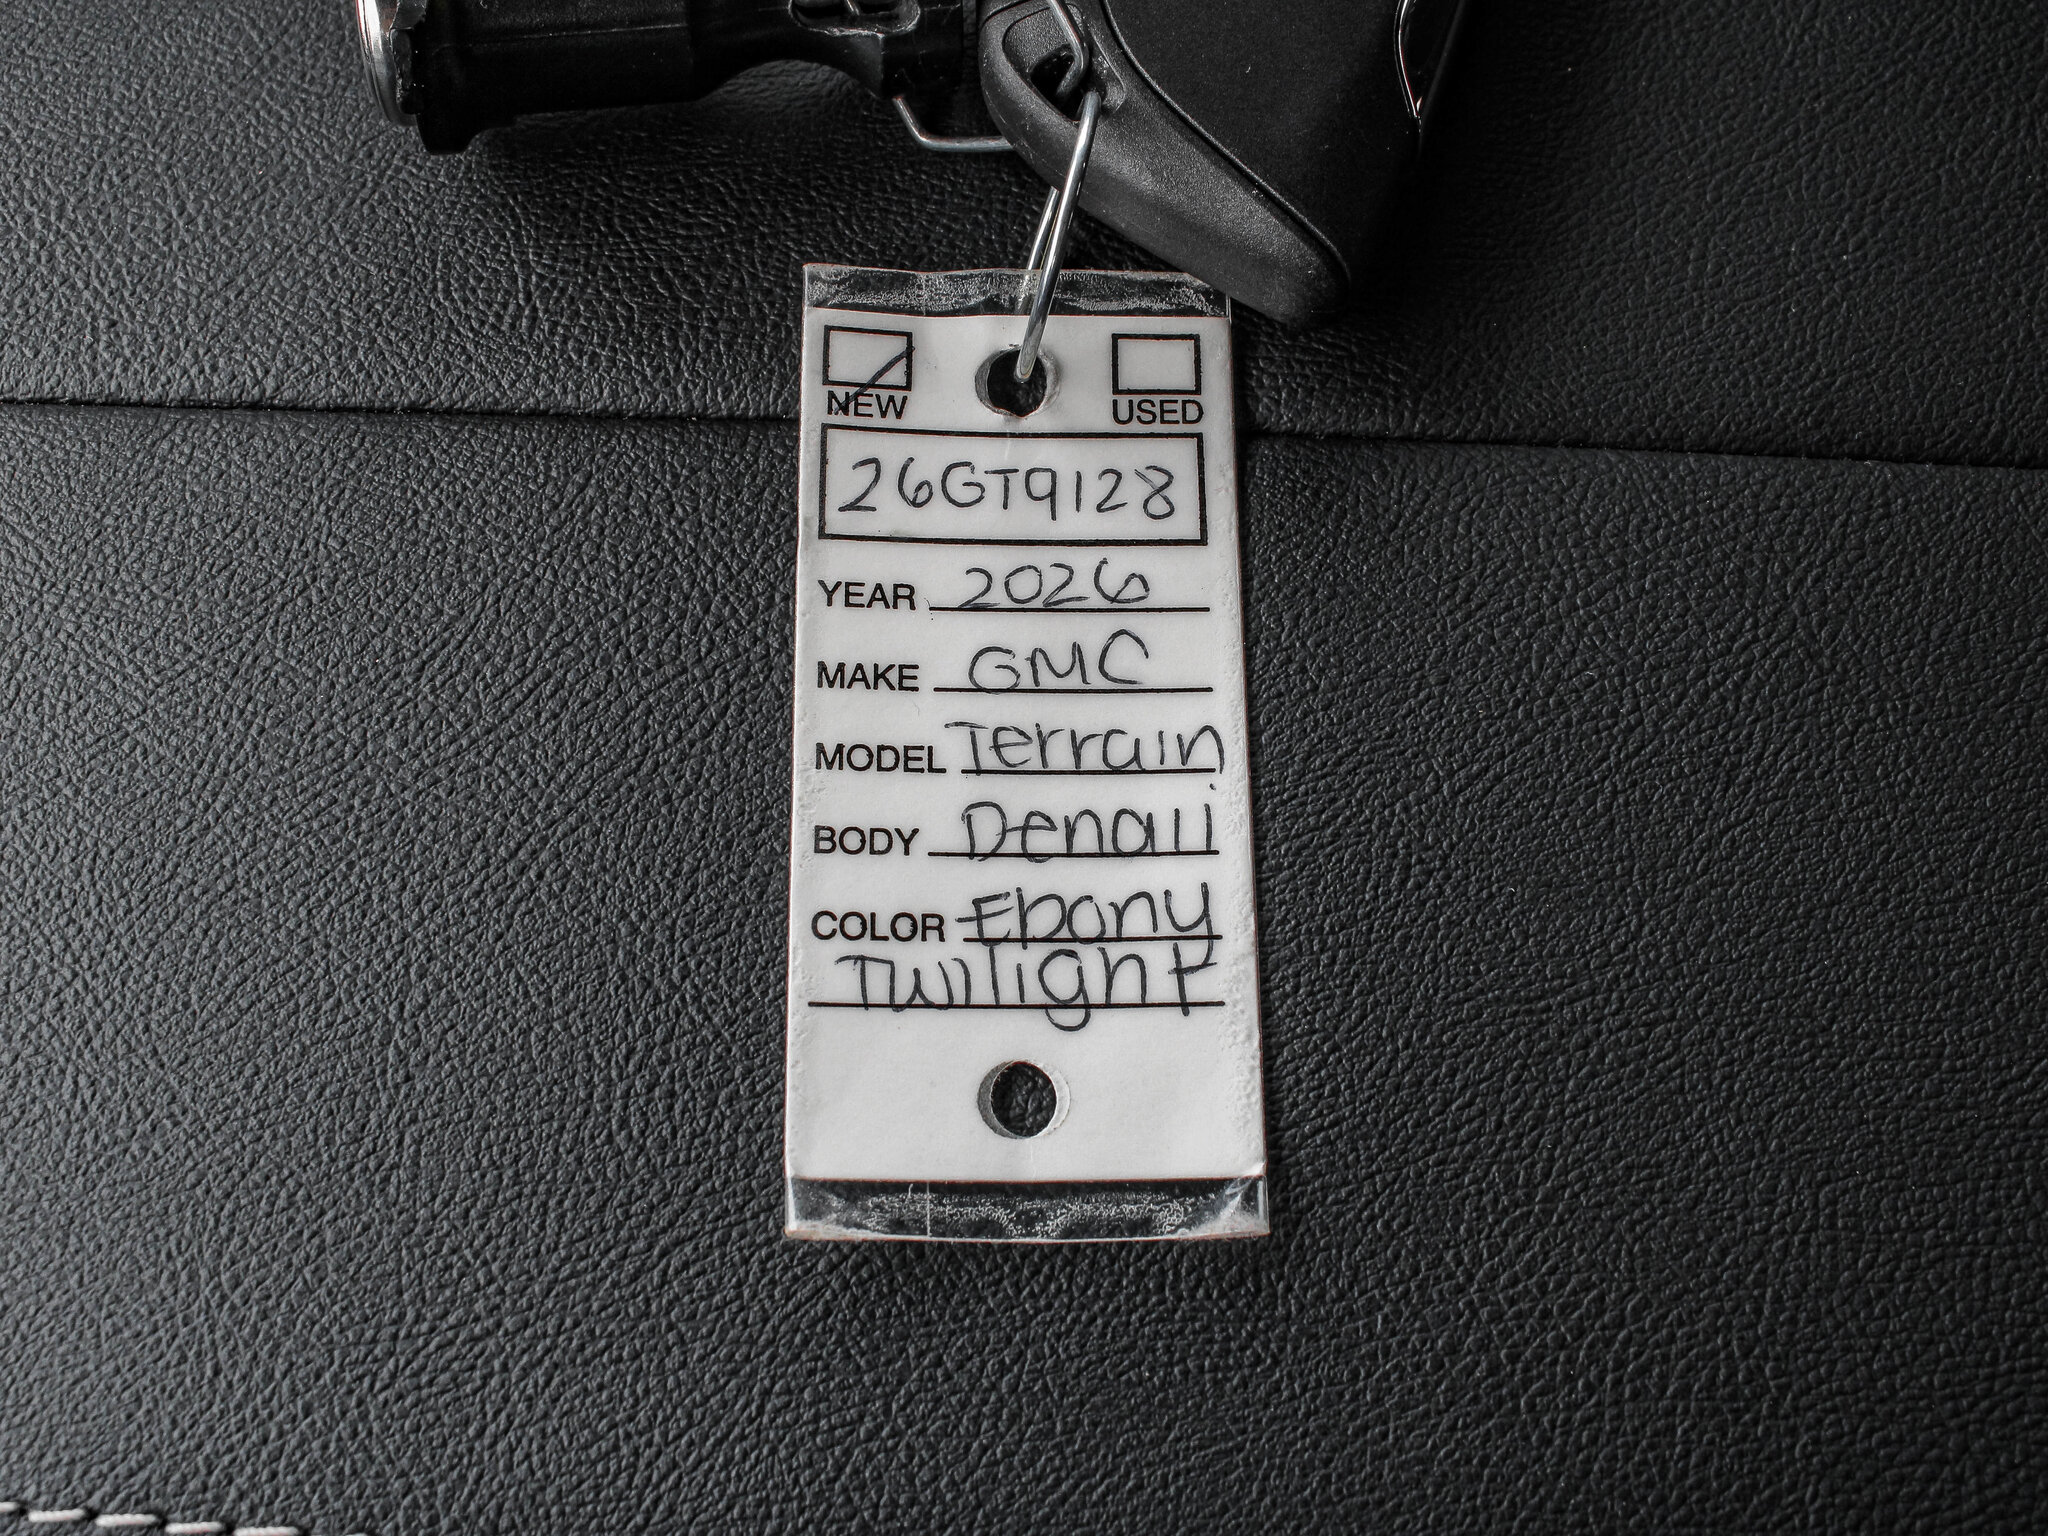 NEW USED
26GT9128
YEAR 2026
MAKE GMC
MODEL Terrain
BODY Denali
COLOR Ebony
Twilight